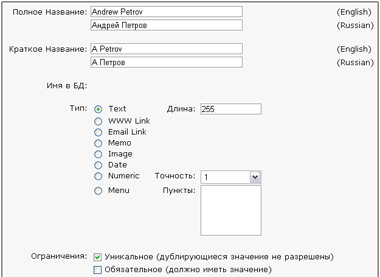 Полное Название: Andrew Petrov (English)
Андрей Петров (Russian)
Краткое Название: A Petrov (English)
А Петров (Russian)
Имя в БД:
Тип: Text Длина: 255
WWW Link
Email Link
Memo
Image
Date
Numeric Точность: 1
Menu Пункты:
Ограничения: Уникальное (дублирующиеся значение не разрешены)
Обязательное (должно иметь значение)